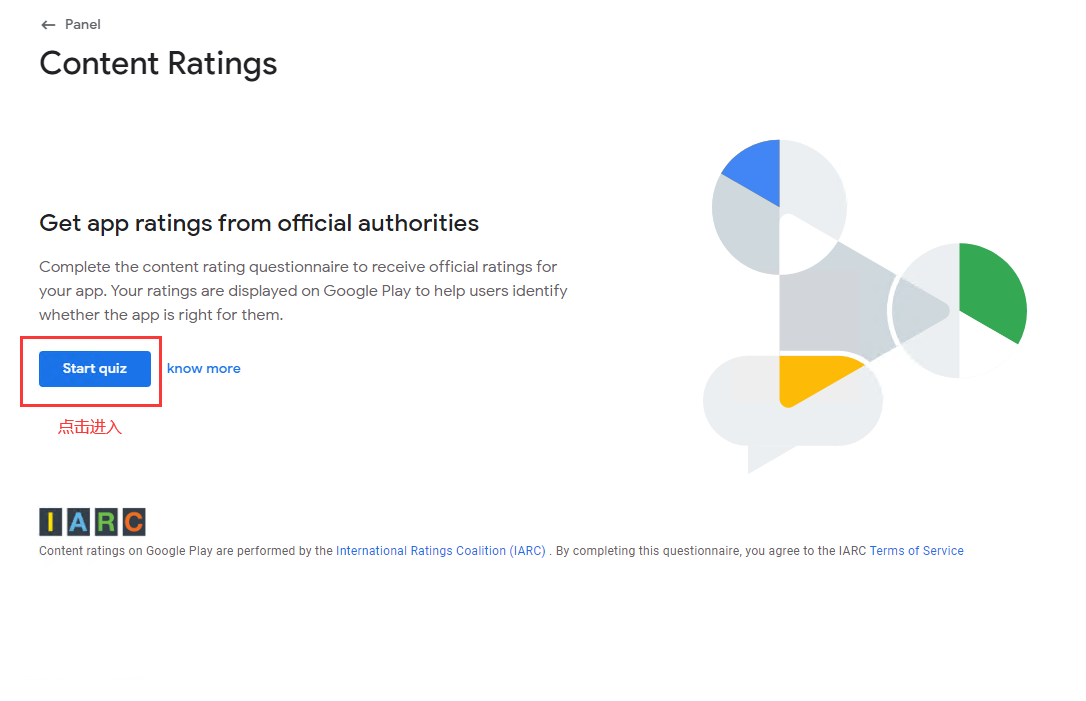 Panel
Content Ratings
Get app ratings from official authorities
Complete the content rating questionnaire to receive official ratings for
your app. Your ratings are displayed on Google Play to help users identify
whether the app is right for them.
Start quiz know more
点击进入
IARC
Content ratings on Google Play are performed by the International Ratings Coalition (IARC) . By completing this questionnaire, you agree to the IARC Terms of Service